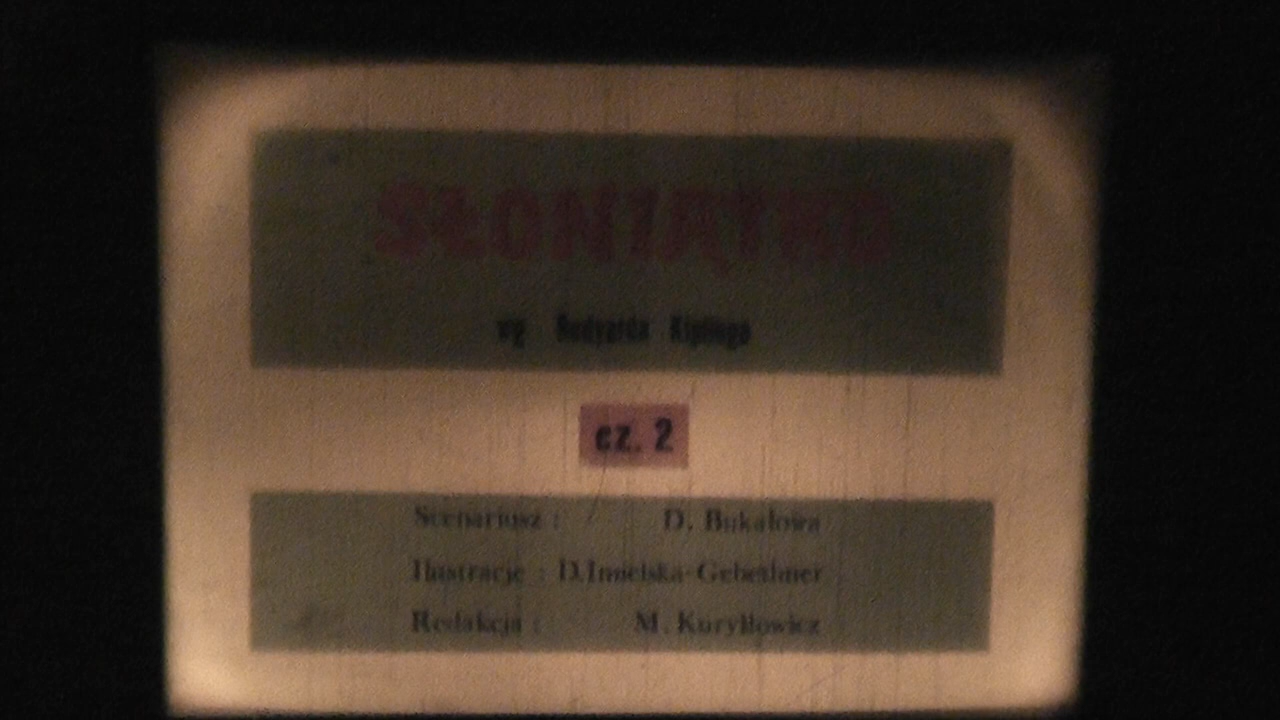 SŁONIĄTKO
wg Rudyarda Kiplinga
cz. 2
Scenariusz : D. Bukałowa
Ilustracje : D.Imielska-Gebethner
Redakcja : M. Kuryłłowicz